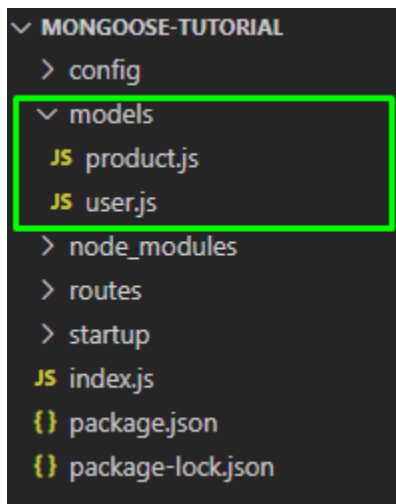 MONGOOSE-TUTORIAL
config
models
JS product.js
JS user.js
node_modules
routes
startup
JS index.js
{} package.json
{} package-lock.json